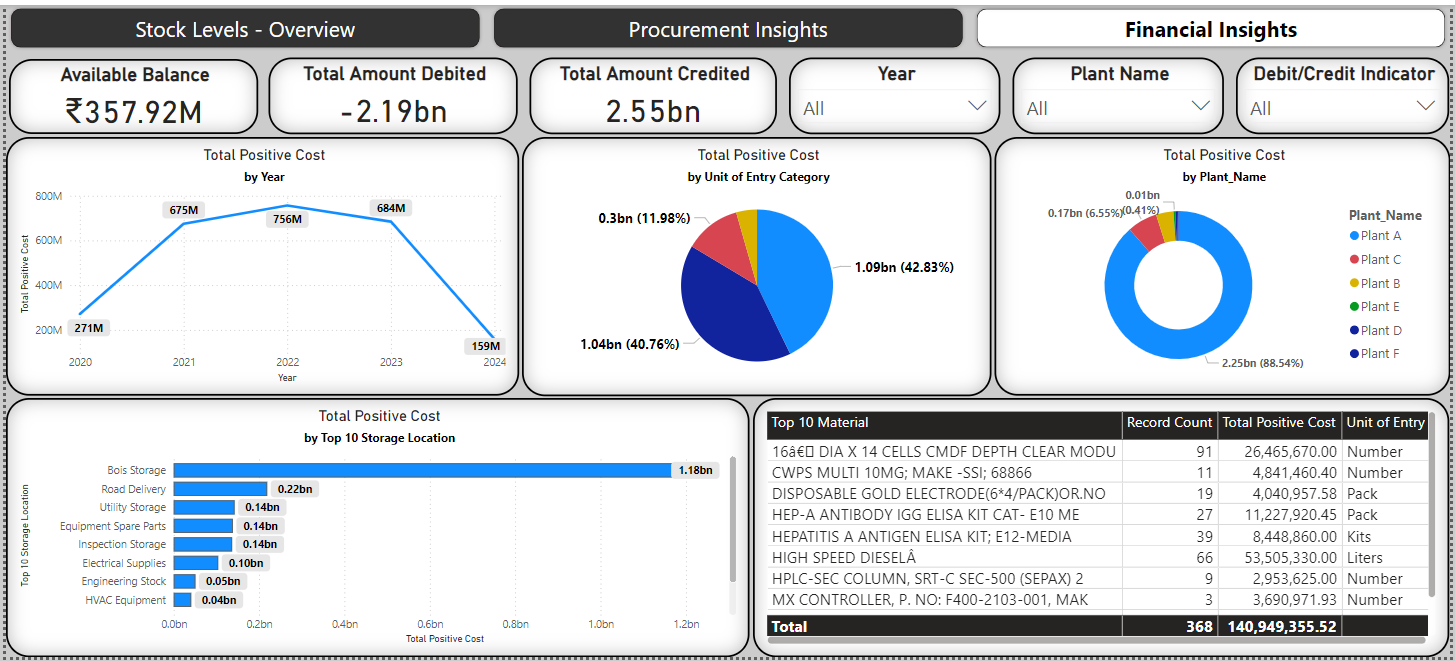 Stock Levels - Overview
Procurement Insights
Financial Insights
Available Balance
₹357.92M
Total Amount Debited
-2.19bn
Total Amount Credited
2.55bn
Year
All
Plant Name
All
Debit/Credit Indicator
All
Total Positive Cost
by Year
Total Positive Cost
800M
600M
400M
200M
271M
675M
756M
684M
159M
2020
2021
2022
2023
2024
Year
Total Positive Cost
by Unit of Entry Category
0.3bn (11.98%)
1.09bn (42.83%)
1.04bn (40.76%)
Total Positive Cost
by Plant_Name
0.01bn
(0.41%)
0.17bn (6.55%)
2.25bn (88.54%)
Plant_Name
Plant A
Plant C
Plant B
Plant E
Plant D
Plant F
Total Positive Cost
by Top 10 Storage Location
Top 10 Storage Location
Bois Storage 1.18bn
Road Delivery 0.22bn
Utility Storage 0.14bn
Equipment Spare Parts 0.14bn
Inspection Storage 0.14bn
Electrical Supplies 0.10bn
Engineering Stock 0.05bn
HVAC Equipment 0.04bn
0.0bn 0.2bn 0.4bn 0.6bn 0.8bn 1.0bn 1.2bn
Total Positive Cost
Top 10 Material Record Count Total Positive Cost Unit of Entry
16â€▯ DIA X 14 CELLS CMDF DEPTH CLEAR MODU 91 26,465,670.00 Number
CWPS MULTI 10MG; MAKE -SSI; 68866 11 4,841,460.40 Number
DISPOSABLE GOLD ELECTRODE(6*4/PACK)OR.NO 19 4,040,957.58 Pack
HEP-A ANTIBODY IGG ELISA KIT CAT- E10 ME 27 11,227,920.45 Pack
HEPATITIS A ANTIGEN ELISA KIT; E12-MEDIA 39 8,448,860.00 Kits
HIGH SPEED DIESELÂ 66 53,505,330.00 Liters
HPLC-SEC COLUMN, SRT-C SEC-500 (SEPAX) 2 9 2,953,625.00 Number
MX CONTROLLER, P. NO: F400-2103-001, MAK 3 3,690,971.93 Number
Total 368 140,949,355.52